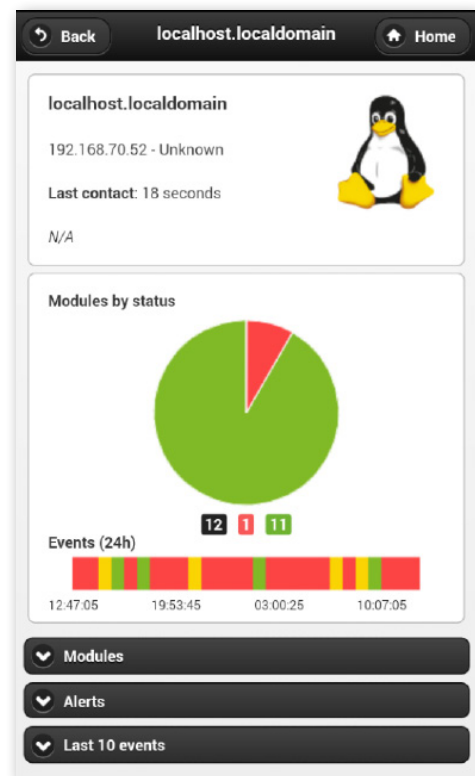 Back
localhost.localdomain
Home
localhost.localdomain
192.168.70.52 - Unknown
Last contact: 18 seconds
N/A
Modules by status
12 1 11
Events (24h)
12:47:05 19:53:45 03:00:25 10:07:05
Modules
Alerts
Last 10 events